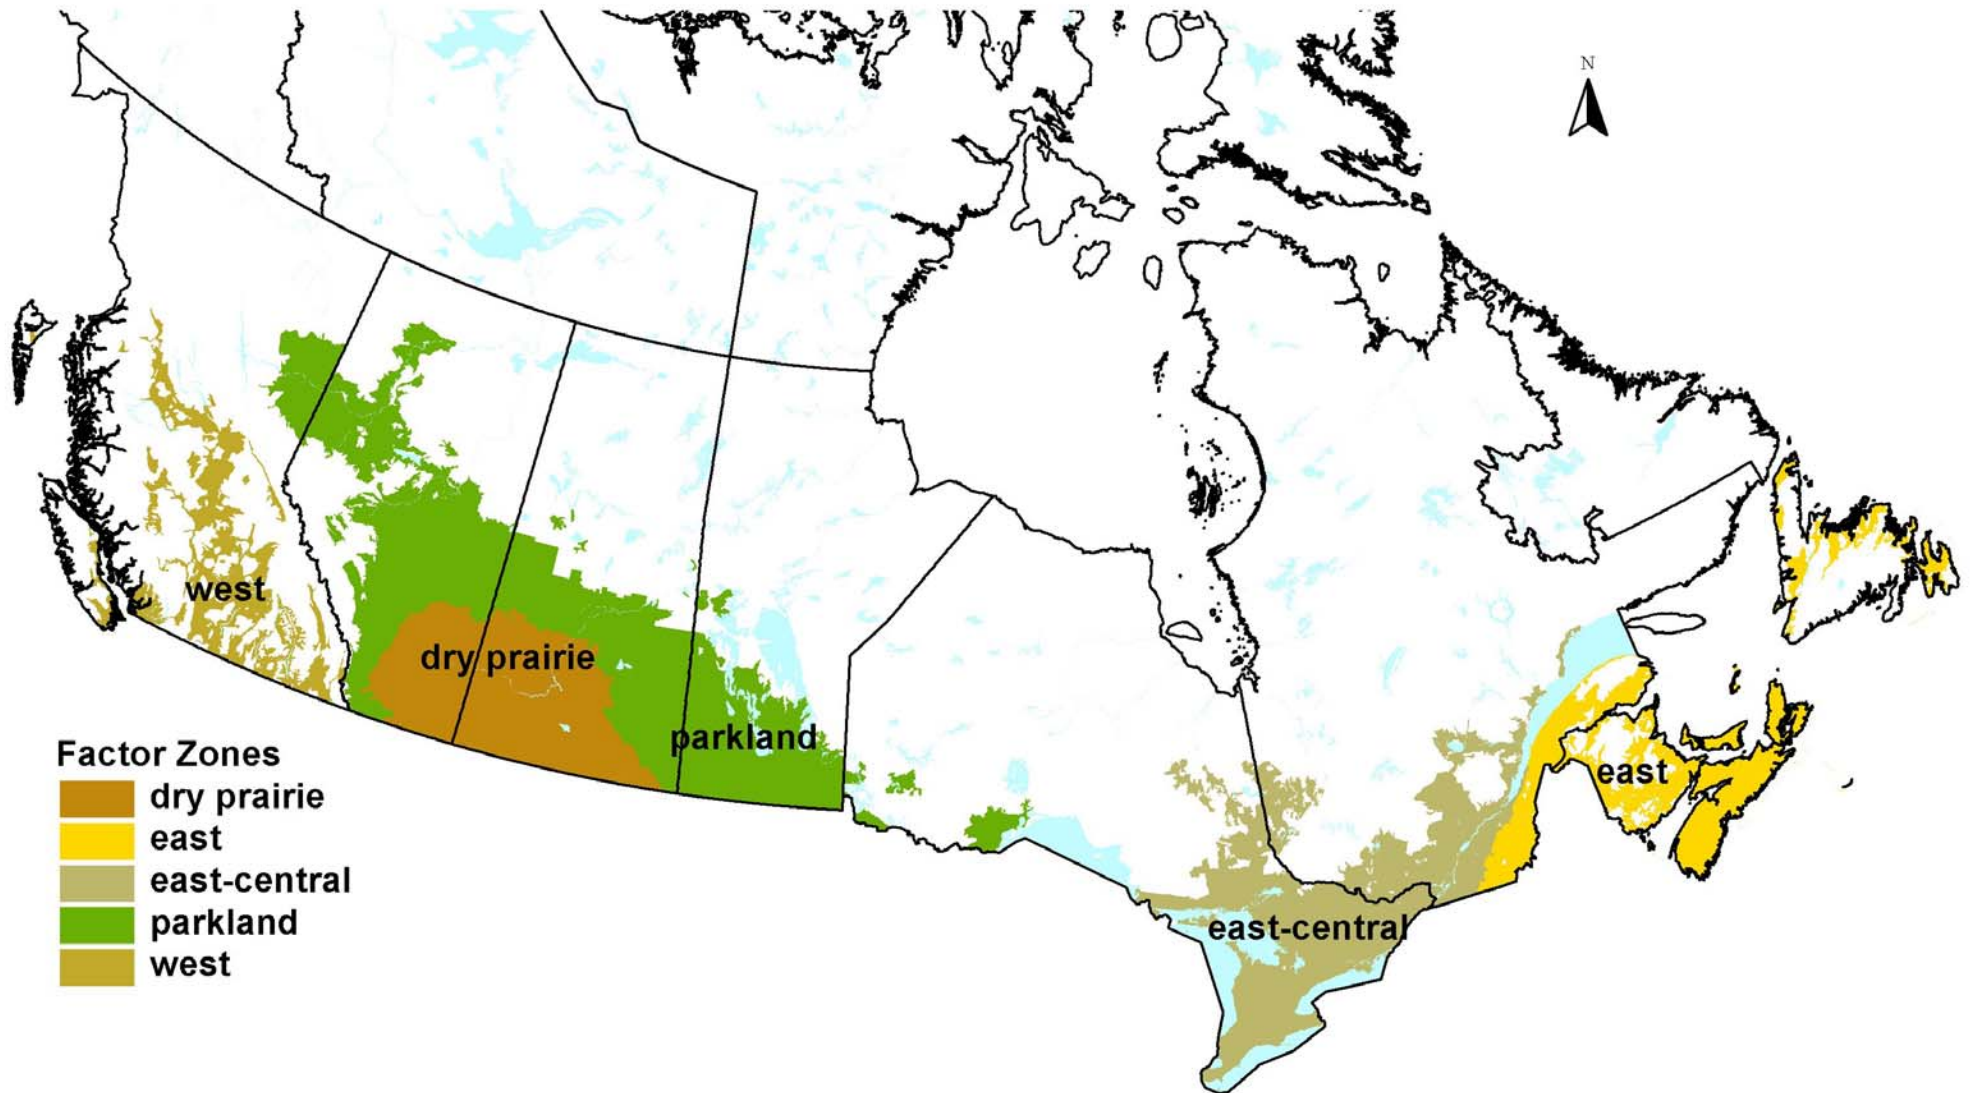 N
west
dry prairie
parkland
east
east-central
Factor Zones
dry prairie
east
east-central
parkland
west